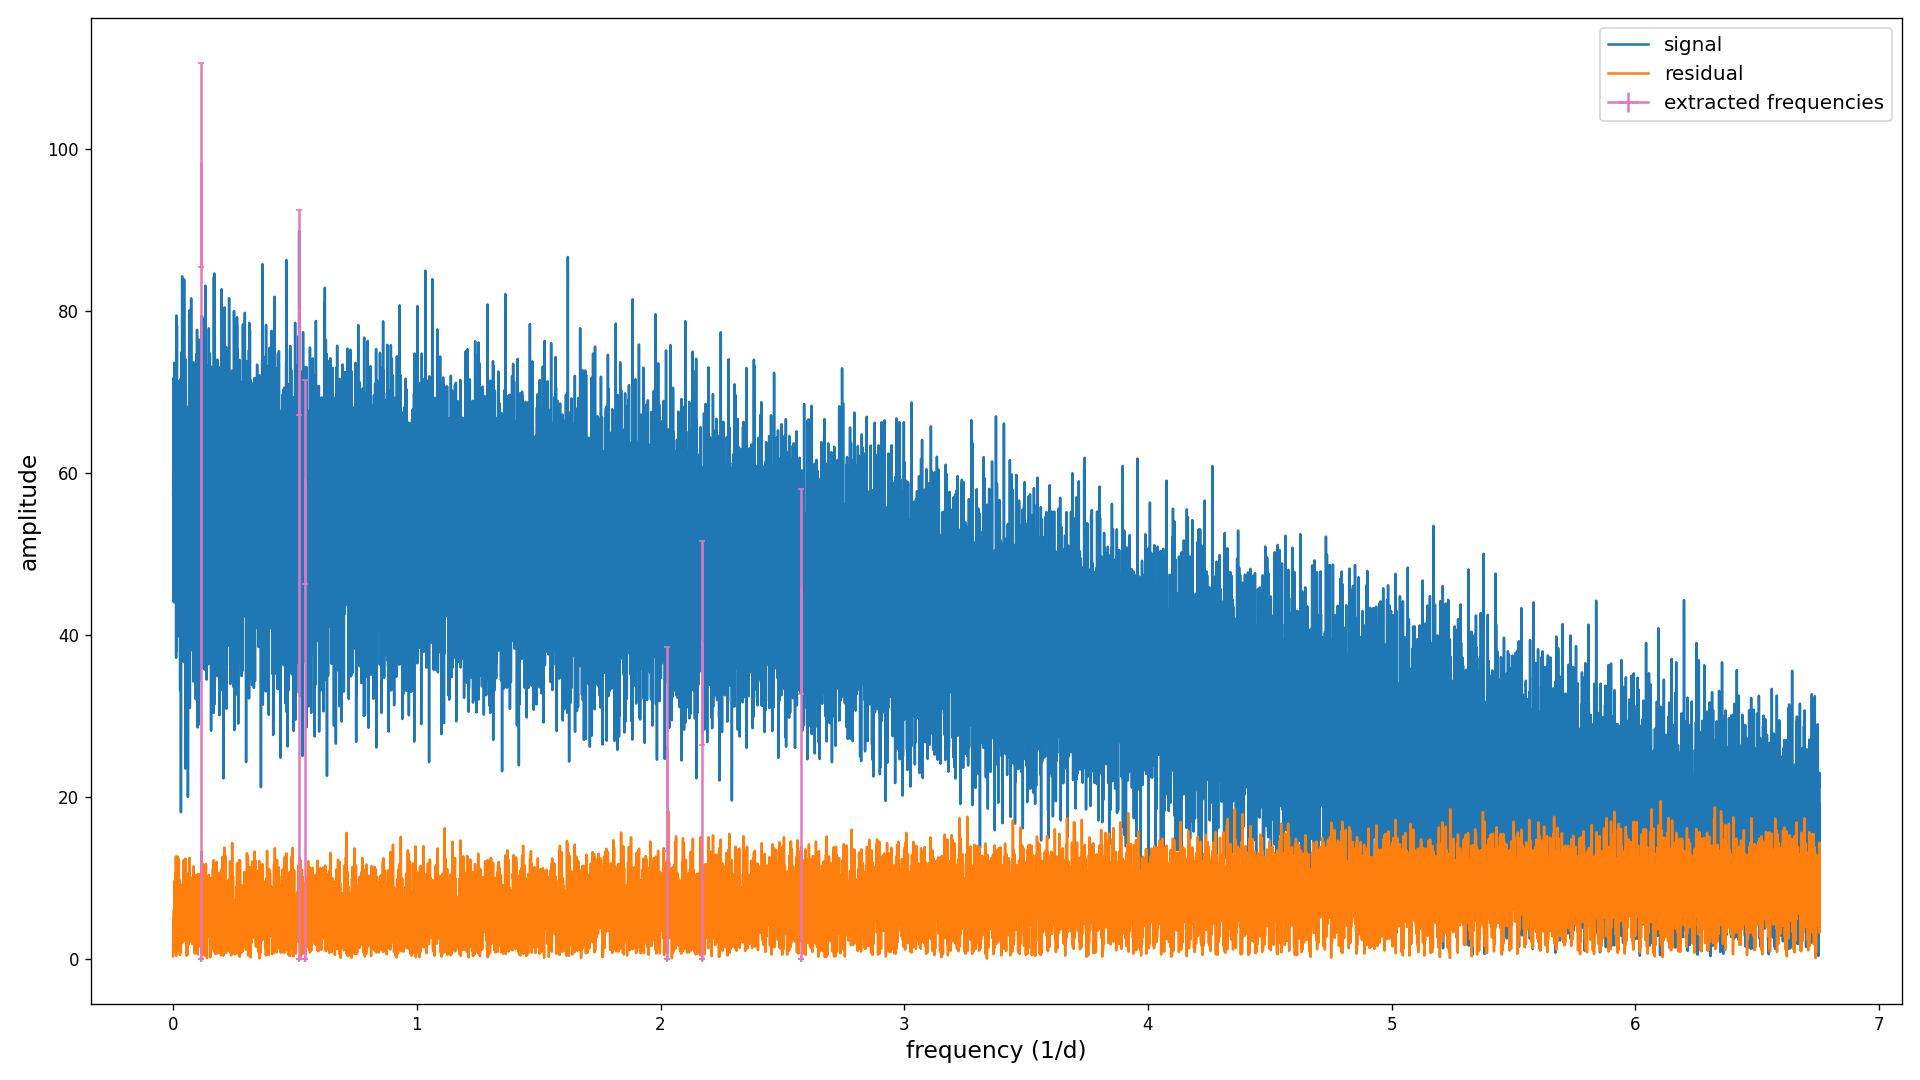 signal
residual
extracted frequencies
amplitude
100
80
60
40
20
0
0 1 2 3 4 5 6 7
frequency (1/d)